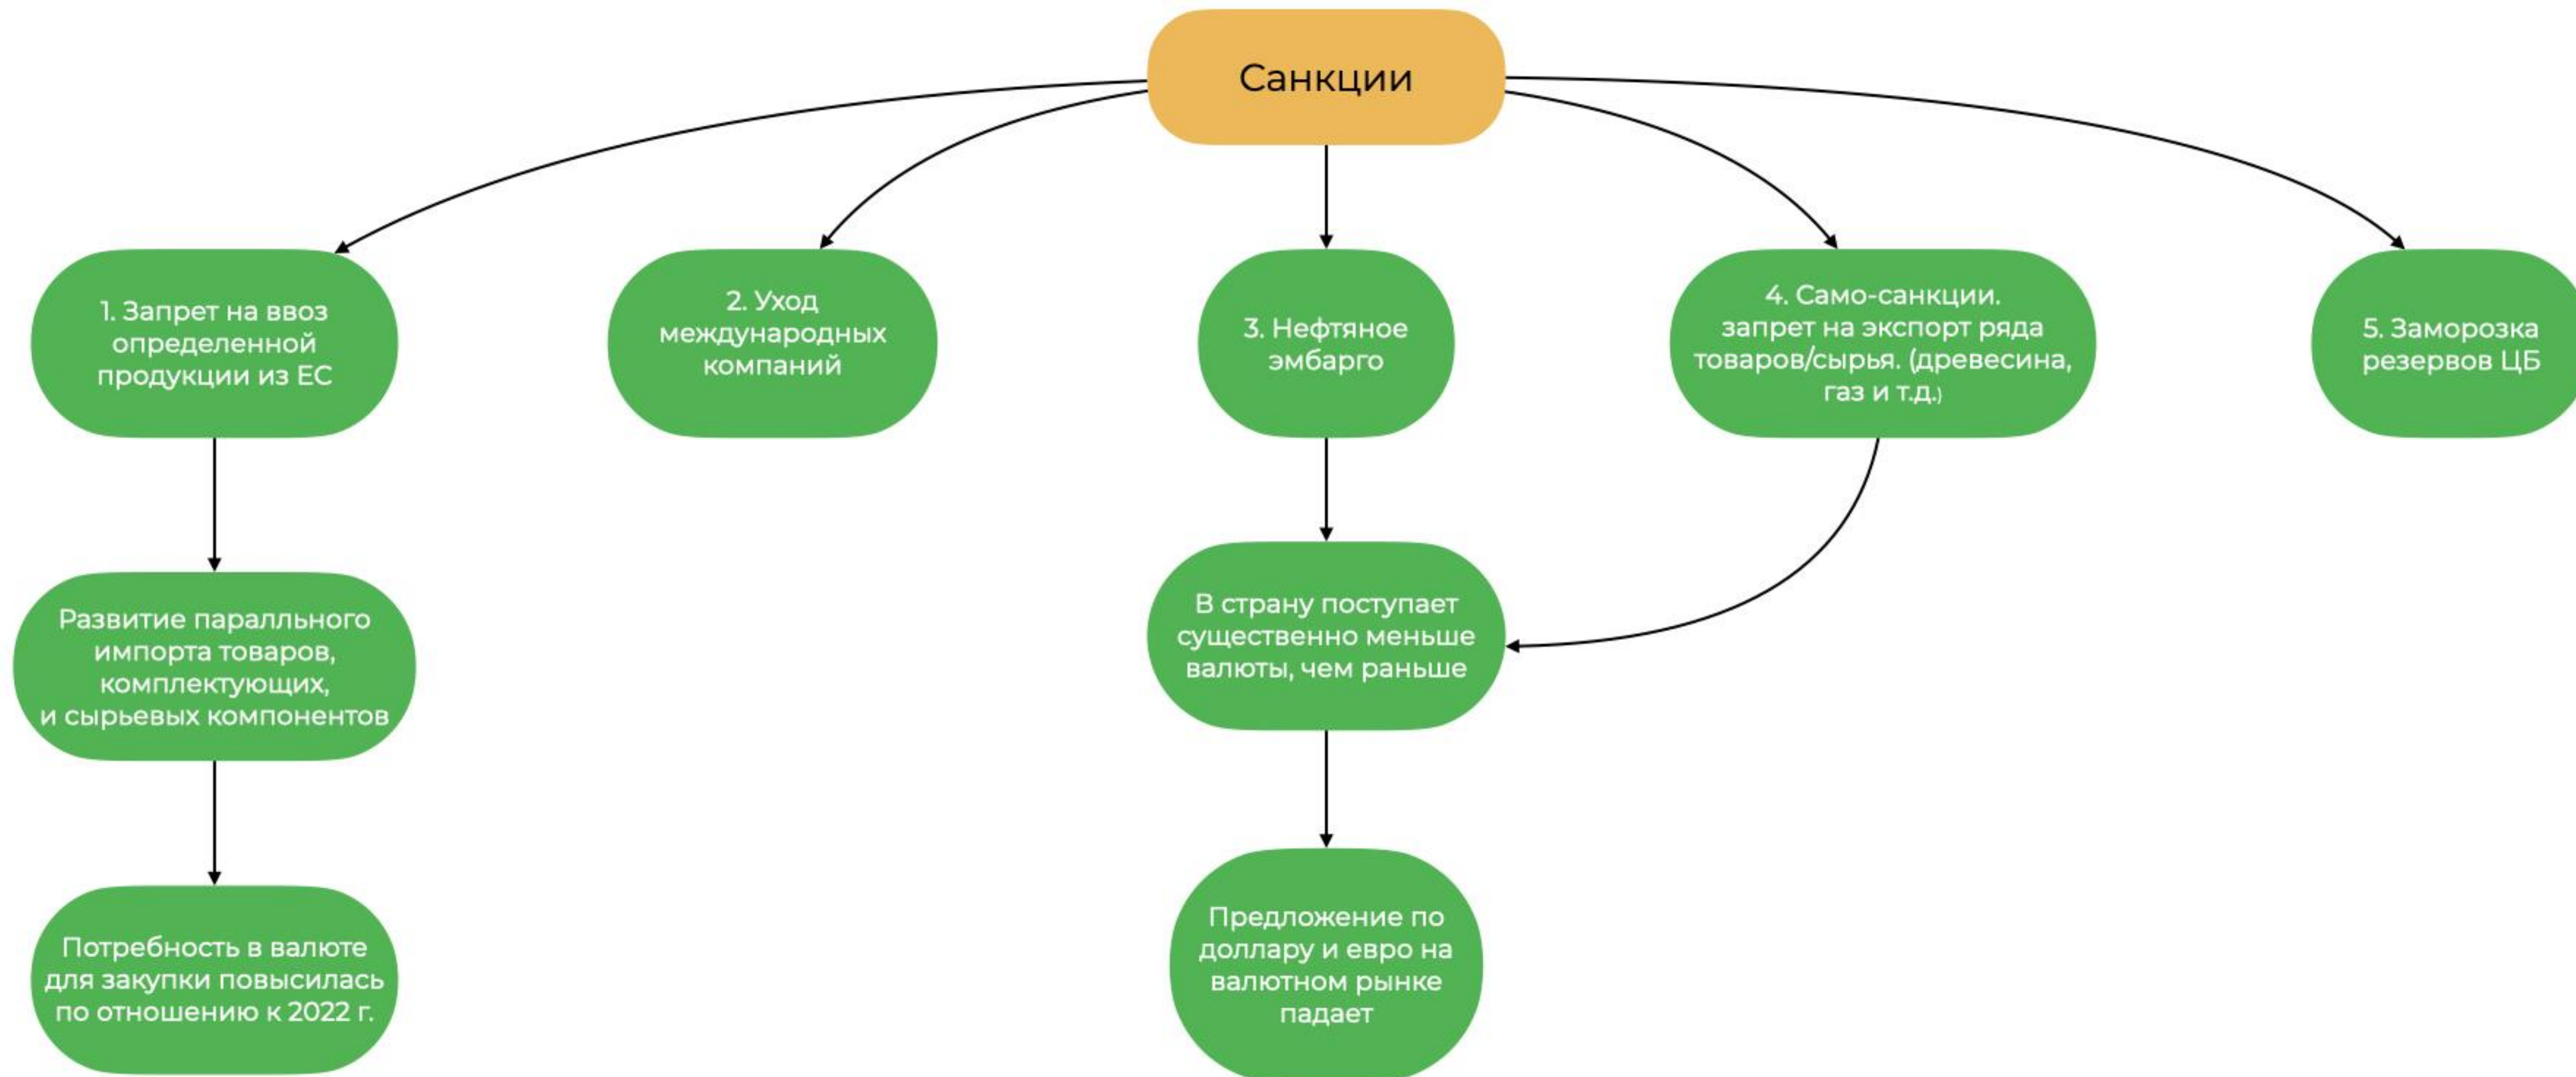 Санкции
1. Запрет на ввоз
определенной
продукции из ЕС
2. Уход
международных
компаний
3. Нефтяное
эмбарго
4. Само-санкции.
запрет на экспорт ряда
товаров/сырья. (древесина,
газ и т.д.)
5. Заморозка
резервов ЦБ
Развитие паралльного
импорта товаров,
комплектующих,
и сырьевых компонентов
В страну поступает
существенно меньше
валюты, чем раньше
Потребность в валюте
для закупки повысилась
по отношению к 2022 г.
Предложение по
доллару и евро на
валютном рынке
падает